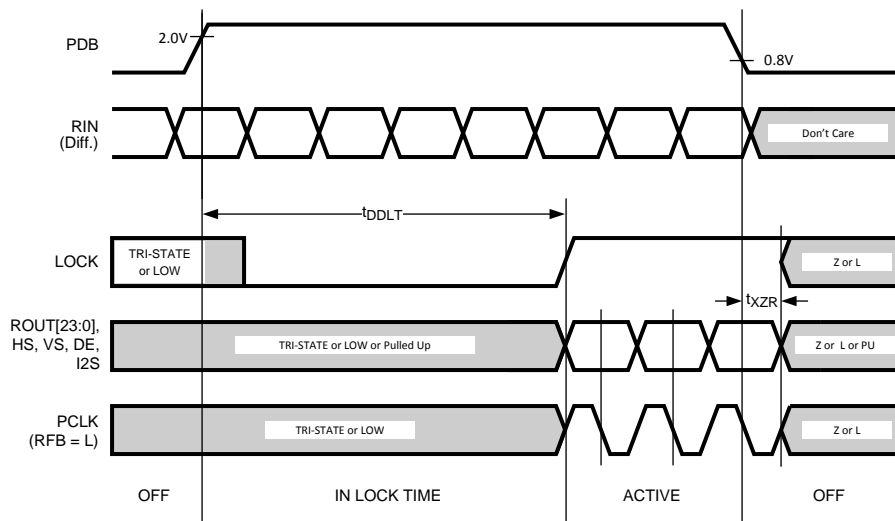 PDB
2.0V
0.8V
RIN
(Diff.)
Don't Care
tDDLT
LOCK
TRI-STATE
or LOW
Z or L
tXZR
ROUT[23:0],
HS, VS, DE,
I2S
TRI-STATE or LOW or Pulled Up
Z or L or PU
PCLK
(RFB = L)
TRI-STATE or LOW
Z or L
OFF
IN LOCK TIME
ACTIVE
OFF